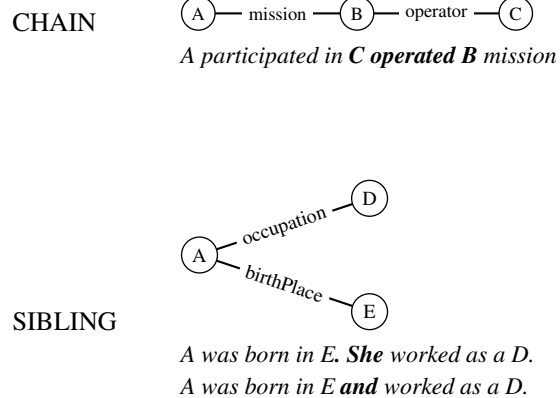 CHAIN
A mission B operator C
A participated in C operated B mission
D
occupation
A
birthPlace
E
SIBLING
A was born in E. She worked as a D.
A was born in E and worked as a D.